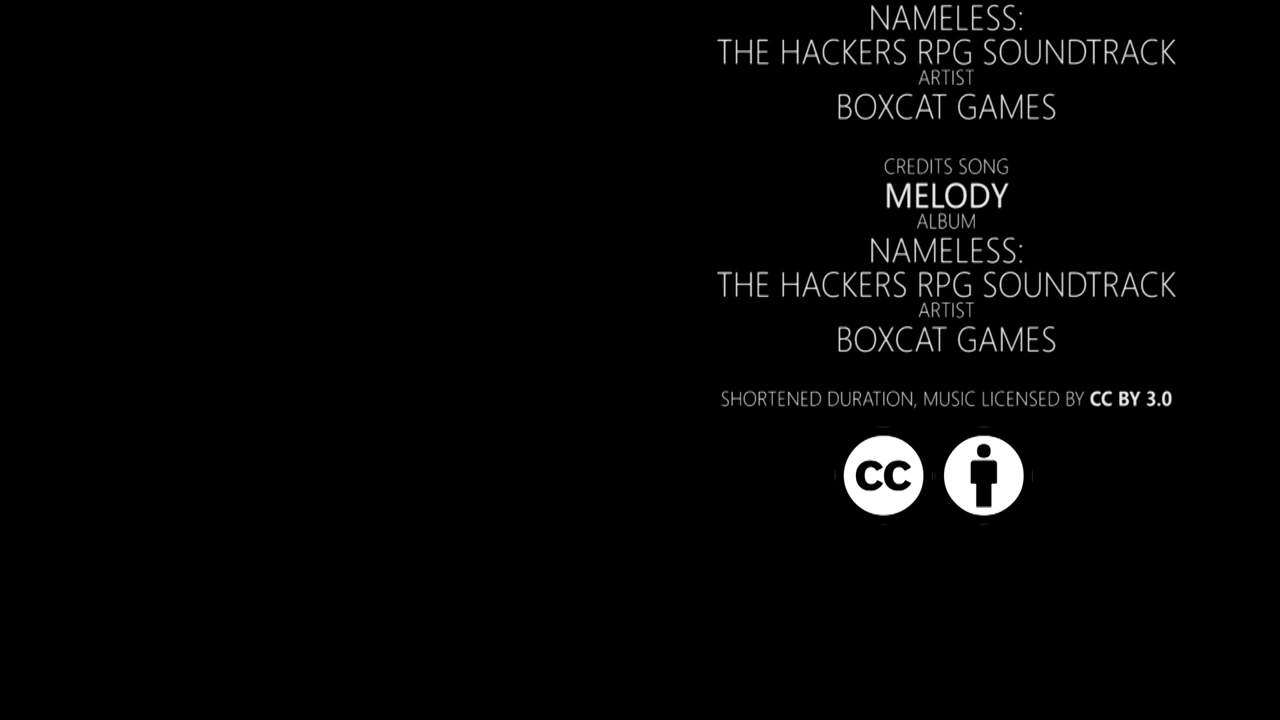 NAMELESS:
THE HACKERS RPG SOUNDTRACK
ARTIST
BOXCAT GAMES
CREDITS SONG
MELODY
ALBUM
NAMELESS:
THE HACKERS RPG SOUNDTRACK
ARTIST
BOXCAT GAMES
SHORTENED DURATION, MUSIC LICENSED BY CC BY 3.0
CC